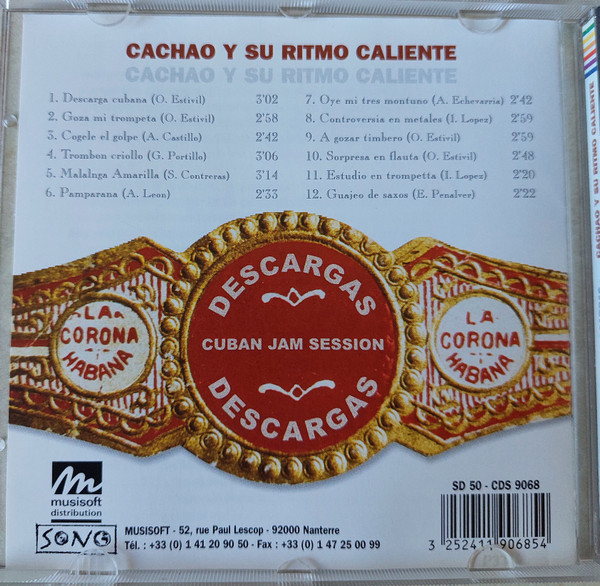 CACHAO Y SU RITMO CALIENTE
1. Descarga cubana (O. Estivil) 3'02
2. Goza mi trompeta (O. Estivil) 2'58
3. Cogele el golpe (A. Castillo) 2'42
4. Trombon criollo (G. Portillo) 3'06
5. Malalnga Amarilla (S. Contreras) 3'14
6. Pamparana (A. Leon) 2'33
7. Oye mi tres montuno (A. Echevarria) 2'42
8. Controversia en metales (I. Lopez) 2'59
9. A gozar timbero (O. Estivil) 2'59
10. Sorpresa en flauta (O. Estivil) 2'48
11. Estudio en trompetta (I. Lopez) 2'20
12. Guajeo de saxos (E. Penalver) 2'22
CACHAO Y SU RITMO CALIENTE
DESCARGAS
CUBAN JAM SESSION
DESCARGAS
LA
CORONA
HABANA
LA
CORONA
HABANA
m
musisoft
distribution
SONG
MUSISOFT - 52, rue Paul Lescop - 92000 Nanterre
Tél. : +33 (0) 1 41 20 90 50 - Fax : +33 (0) 1 47 25 00 99
SD 50 - CDS 9068
3 252411 906854